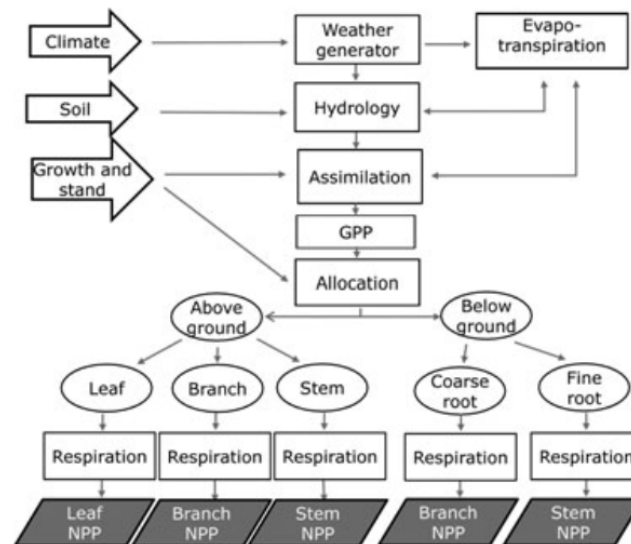 Climate
Weather
generator
Evapo-
transpiration
Soil
Hydrology
Growth and
stand
Assimilation
GPP
Allocation
Above
ground
Below
ground
Leaf
Branch
Stem
Coarse
root
Fine
root
Respiration
Respiration
Respiration
Respiration
Respiration
Leaf
NPP
Branch
NPP
Stem
NPP
Branch
NPP
Stem
NPP